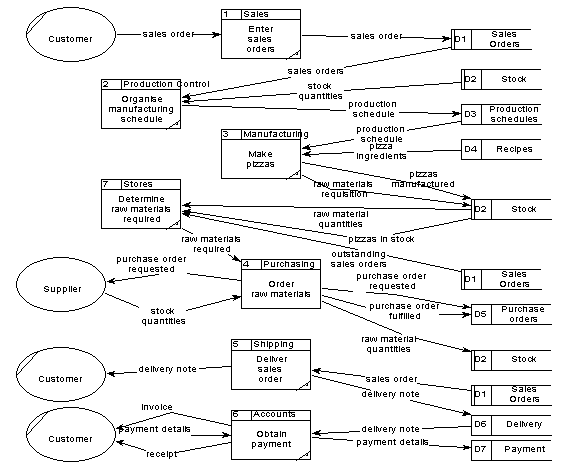 1 Sales
Customer
sales order
Enter
sales
orders
sales order
D1
Sales
Orders
sales orders
2 Production Control
Organise
manufacturing
schedule
stock
quantities
D2
Stock
production
schedule
D3
Production
schedules
production
schedule
3 Manufacturing
Make
pizzas
pizza
ingredients
D4
Recipes
pizzas
manufactured
raw materials
requisition
7 Stores
Determine
raw materials
required
raw material
quantities
D2
Stock
pizzas in stock
raw materials
required
outstanding
sales orders
D1
Sales
Orders
purchase order
requested
4 Purchasing
Order
raw materials
Supplier
stock
quantities
purchase order
requested
purchase order
fulfilled
D5
Purchase
orders
raw material
quantities
D2
Stock
5 Shipping
Deliver
sales
order
delivery note
Customer
sales order
D1
Sales
Orders
delivery note
invoice
6 Accounts
Obtain
payment
Customer
payment details
receipt
delivery note
D6
Delivery
payment details
D7
Payment